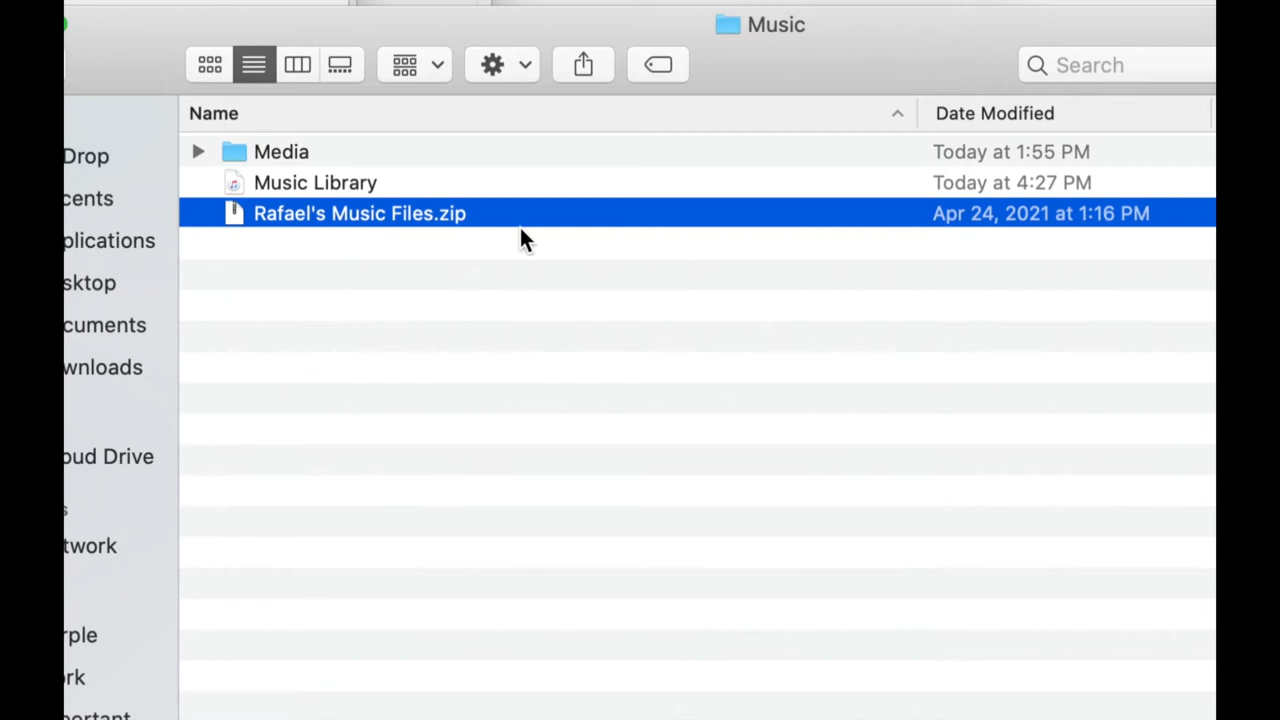 Music
Search
Name
Date Modified
Drop
Media
Today at 1:55 PM
Music Library
Today at 4:27 PM
cents
Rafael's Music Files.zip
Apr 24, 2021 at 1:16 PM
plications
sktop
cuments
wnloads
oud Drive
s
twork
rple
rk
portant